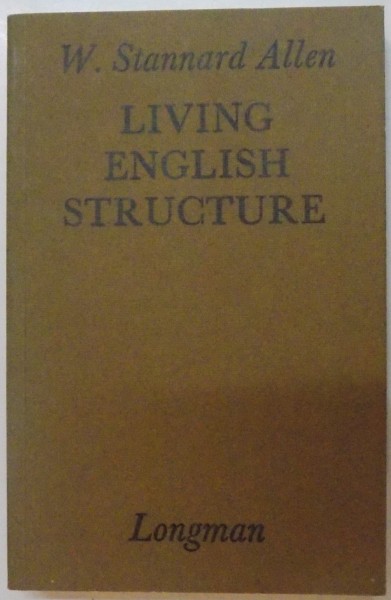 W. Stannard Allen
LIVING
ENGLISH
STRUCTURE
Longman